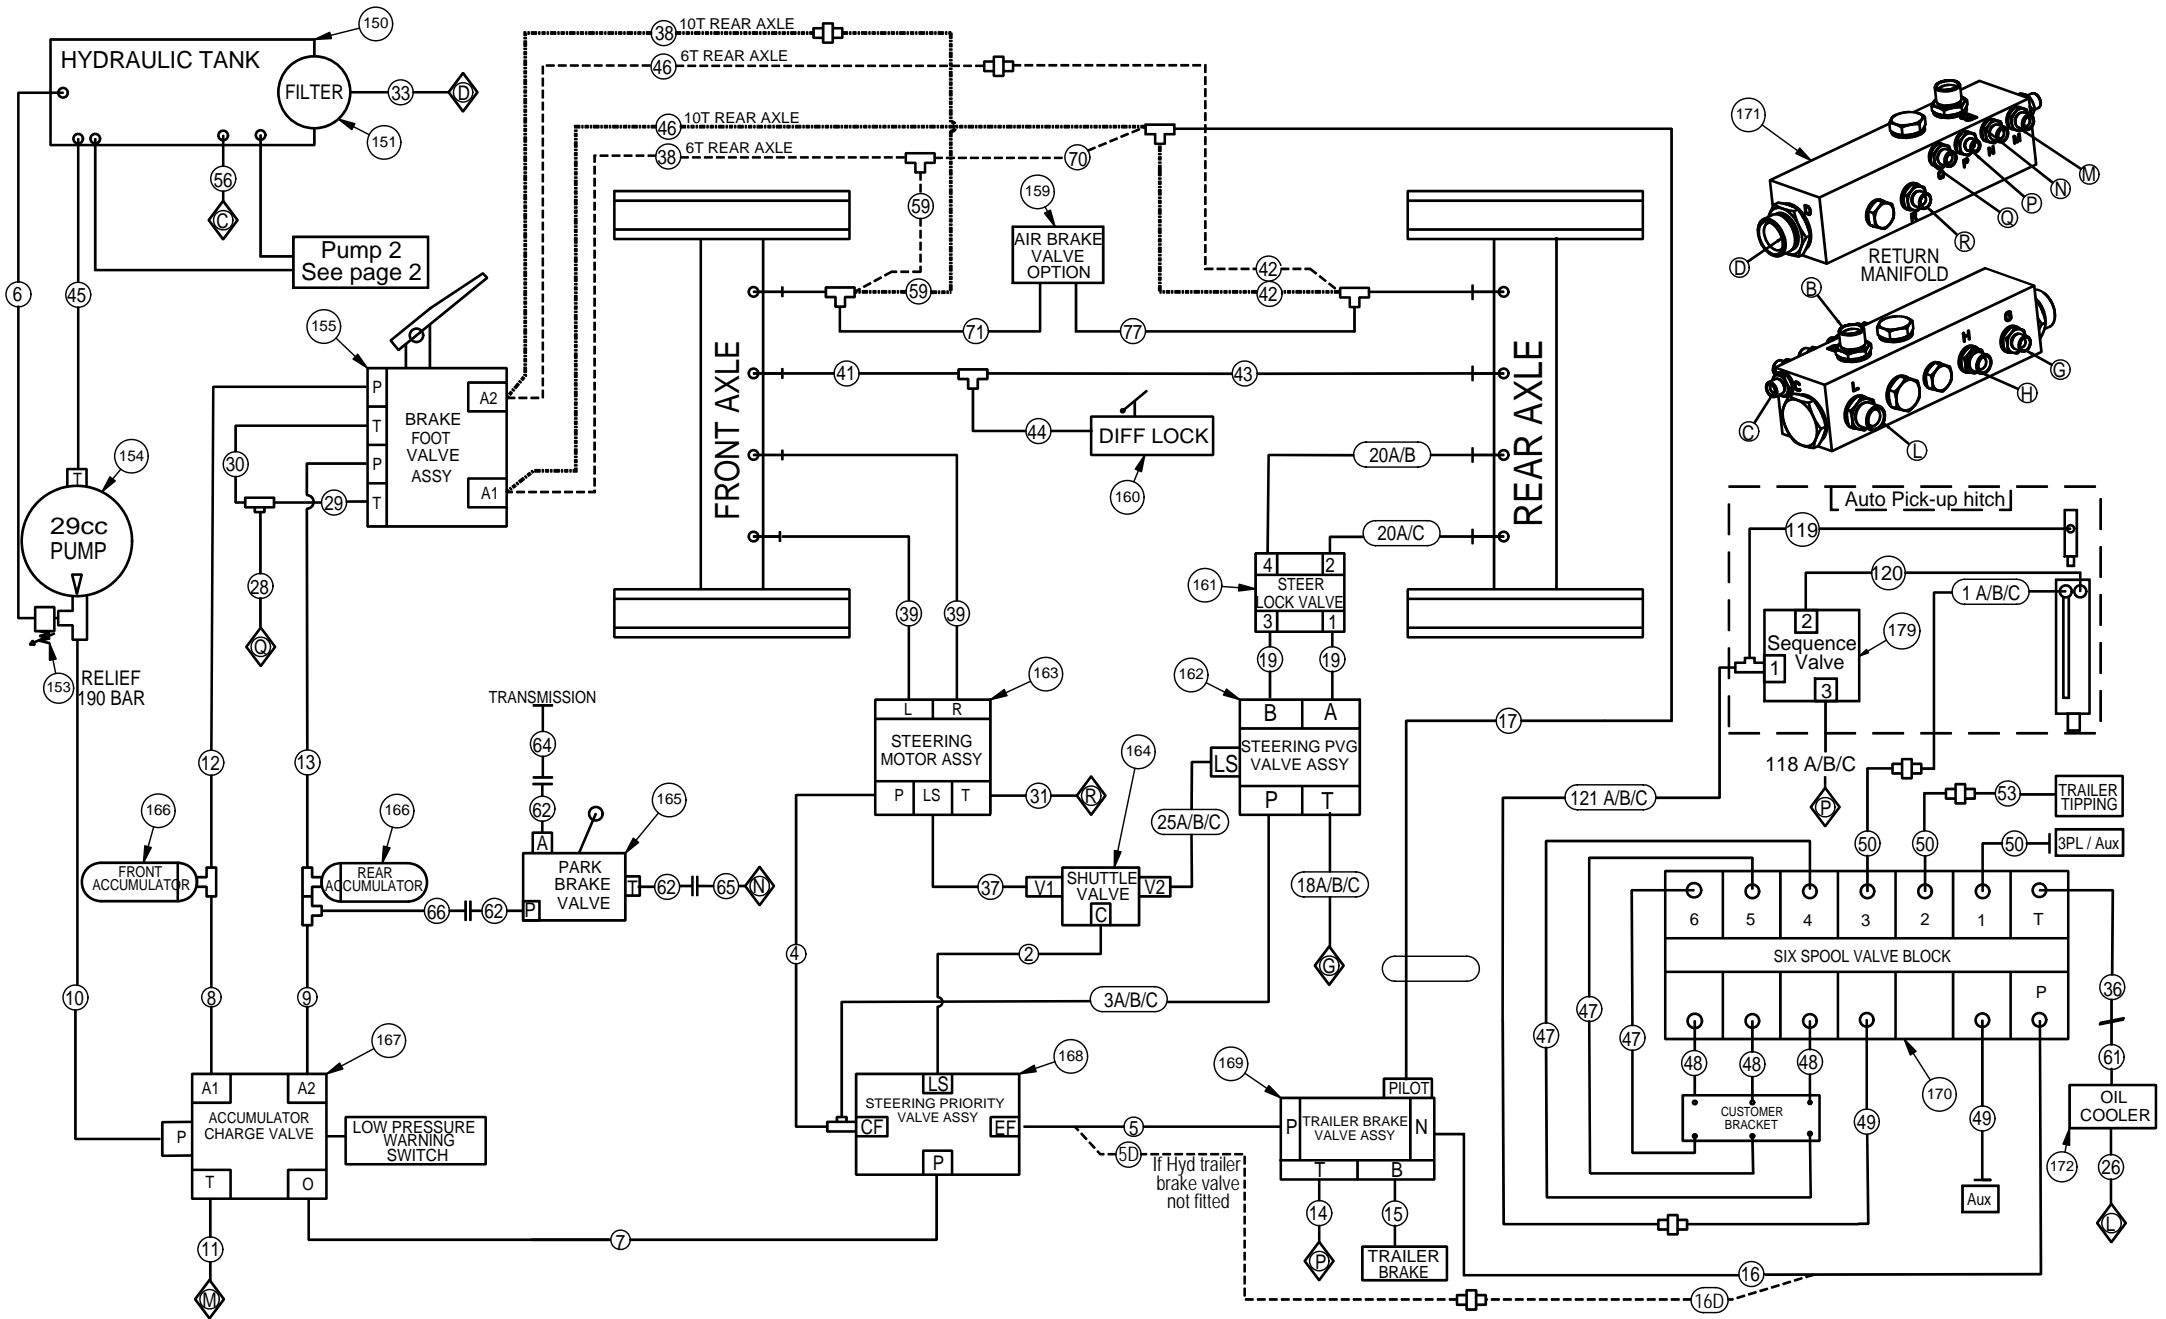 150
HYDRAULIC TANK
FILTER
33
D
151
38
10T REAR AXLE
46
6T REAR AXLE
46
10T REAR AXLE
38
6T REAR AXLE
70
59
59
42
42
56
C
Pump 2
See page 2
6
45
154
T
29cc
PUMP
153
RELIEF
190 BAR
10
155
P
T
P
T
BRAKE
FOOT
VALVE
ASSY
A2
A1
30
29
28
Q
12
13
159
AIR BRAKE
VALVE
OPTION
71
77
FRONT AXLE
REAR AXLE
41
43
44
DIFF LOCK
160
39
39
20A/B
20A/C
161
4
2
STEER
LOCK VALVE
3
1
19
19
162
B
A
STEERING PVG
VALVE ASSY
LS
P
T
25A/B/C
18A/B/C
G
163
L
R
STEERING
MOTOR ASSY
P
LS
T
31
R
164
37
V1
SHUTTLE
VALVE
V2
C
2
4
3A/B/C
17
TRANSMISSION
64
62
165
A
PARK
BRAKE
VALVE
T
P
62
65
N
66
62
166
FRONT
ACCUMULATOR
166
REAR
ACCUMULATOR
8
9
167
A1
A2
ACCUMULATOR
CHARGE VALVE
P
T
O
LOW PRESSURE
WARNING
SWITCH
11
M
7
168
LS
STEERING PRIORITY
VALVE ASSY
CF
EF
P
5
5D
If Hyd trailer
brake valve
not fitted
169
PILOT
P
TRAILER BRAKE
VALVE ASSY
N
T
B
14
P
15
TRAILER
BRAKE
16
16D
171
D
S
P
N
M
R
M
N
P
Q
R
D
RETURN
MANIFOLD
B
C
L
H
G
G
H
L
C
Auto Pick-up hitch
119
120
1 A/B/C
2
Sequence
Valve
1
3
179
118 A/B/C
P
121 A/B/C
53
TRAILER
TIPPING
50
50
50
3PL / Aux
6
5
4
3
2
1
T
SIX SPOOL VALVE BLOCK
P
47
47
47
48
48
48
CUSTOMER
BRACKET
49
49
Aux
170
36
61
OIL
COOLER
172
26
L